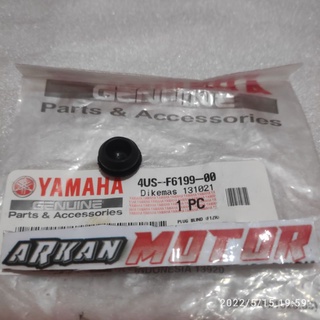 YAMAHA
GENUINE
Parts & Accessories
YAMAHA
GENUINE
Parts & Accessories
4US-F6199-00
Dikemas 131021
1 PC
ARKAN MOTOR
2022/5/15 19:59